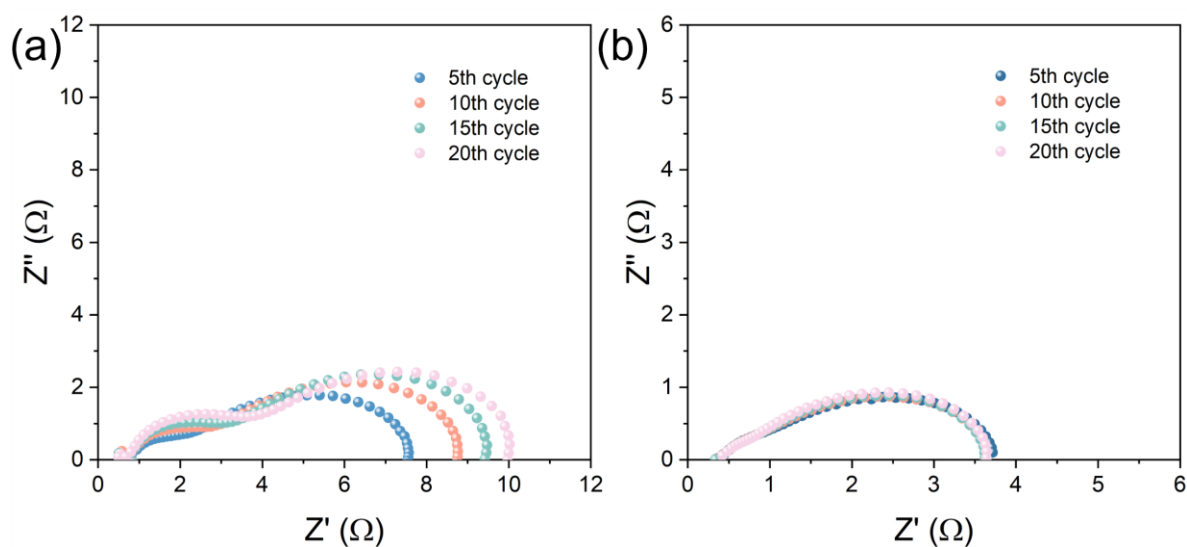 (a)
12
10
8
6
4
2
0
Z'' (Ω)
5th cycle
10th cycle
15th cycle
20th cycle
0 2 4 6 8 10 12
Z' (Ω)
(b)
6
5
4
3
2
1
0
Z'' (Ω)
5th cycle
10th cycle
15th cycle
20th cycle
0 1 2 3 4 5 6
Z' (Ω)